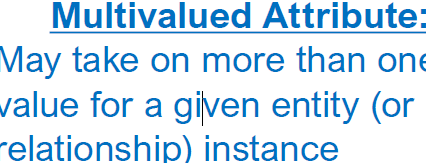 Multivalued Attribute:
May take on more than one
value for a given entity (or
relationship) instance